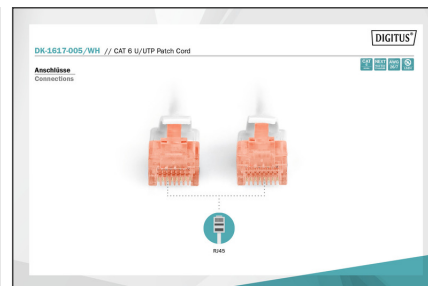 DIGITUS®
DK-1617-005/WH // CAT 6 U/UTP Patch Cord
Anschlüsse
Connections
RJ45